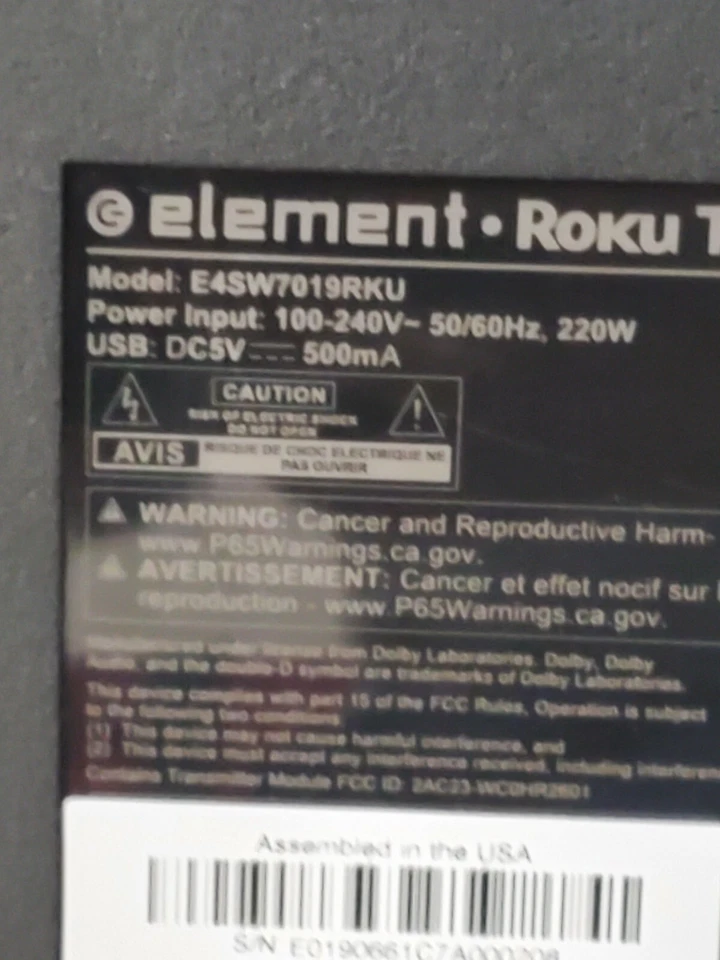 element • Roku T
Model: E4SW7019RKU
Power Input: 100-240V~ 50/60Hz, 220W
USB: DC5V 500mA
CAUTION
RISK OF ELECTRIC SHOCK
DO NOT OPEN
AVIS RISQUE DE CHOC ELECTRIQUE NE
PAS OUVRIR
WARNING: Cancer and Reproductive Harm-
www.P65Warnings.ca.gov.
AVERTISSEMENT: Cancer et effet nocif sur l
reproduction - www.P65Warnings.ca.gov.
Manufactured under license from Dolby Laboratories. Dolby, Dolby
Audio, and the double-D symbol are trademarks of Dolby Laboratories.
This device complies with part 15 of the FCC Rules, Operation is subject
to the following two conditions
(1) This device may not cause harmful interference, and
(2) This device must accept any interference received, including interferenc
Contains Transmitter Module FCC ID:
Assembled in the USA
S/N E0190661C7A000208